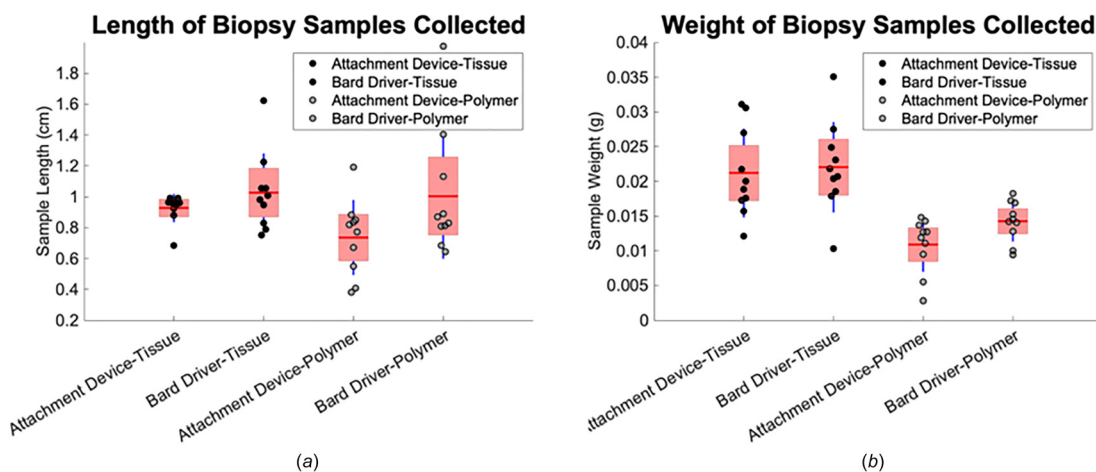 Length of Biopsy Samples Collected
Attachment Device-Tissue
Bard Driver-Tissue
Attachment Device-Polymer
Bard Driver-Polymer
Sample Length (cm)
1.8
1.6
1.4
1.2
1
0.8
0.6
0.4
0.2
Attachment Device-Tissue
Bard Driver-Tissue
Attachment Device-Polymer
Bard Driver-Polymer
(a)
Weight of Biopsy Samples Collected
Attachment Device-Tissue
Bard Driver-Tissue
Attachment Device-Polymer
Bard Driver-Polymer
Sample Weight (g)
0.04
0.035
0.03
0.025
0.02
0.015
0.01
0.005
0
ttachment Device-Tissue
Bard Driver-Tissue
Attachment Device-Polymer
Bard Driver-Polymer
(b)